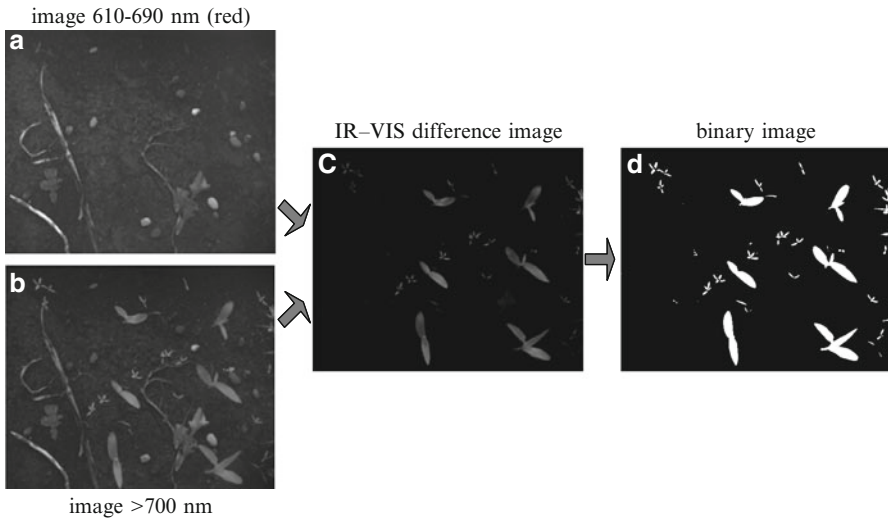 image 610-690 nm (red)
a
IR–VIS difference image
binary image
C
d
b
image >700 nm